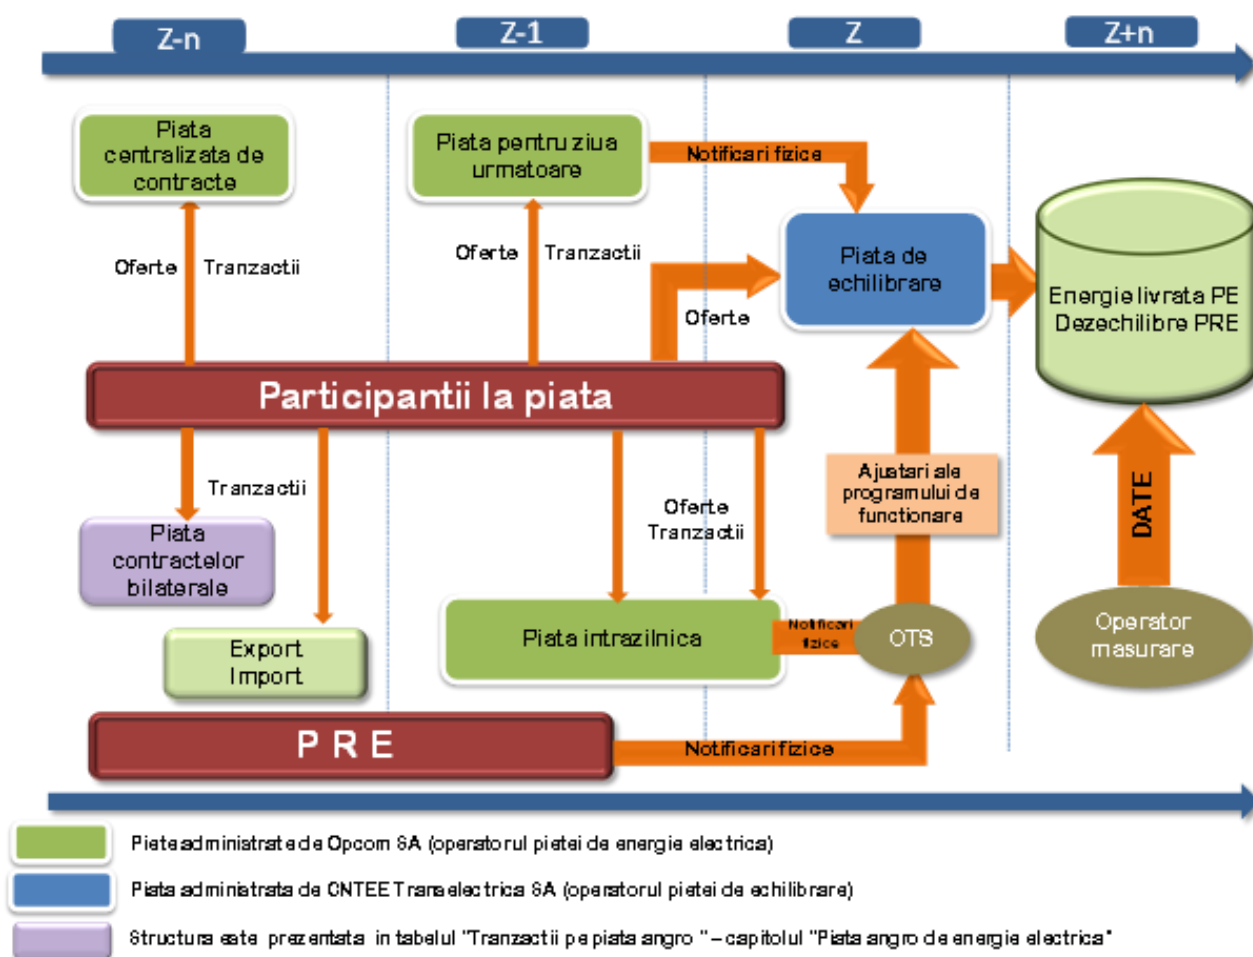 Z-n
Z-1
Z
Z+n
Piata
centralizata de
contracte
Piata pentru ziua
urmatoare
Notificari fizice
Oferte
Tranzactii
Oferte
Tranzactii
Piata de
echilibrare
Oferte
Energie livrata PE
Dezechilibre PRE
Participantii la piata
Tranzactii
Oferte
Tranzactii
Ajustari ale
programului de
functionare
DATE
Piata
contractelor
bilaterale
Export
Import
Piata intrazilnica
Notificari
fizice
OTS
Operator
masurare
P R E
Notificari fizice
Piete administrate de Opcom SA (operatorul pietei de energie electrica)
Piata administrata de CNTEE Transelectrica SA (operatorul pietei de echilibrare)
Structura este prezentata in tabelul "Tranzactii pe piata angro " – capitolul "Piata angro de energie electrica"